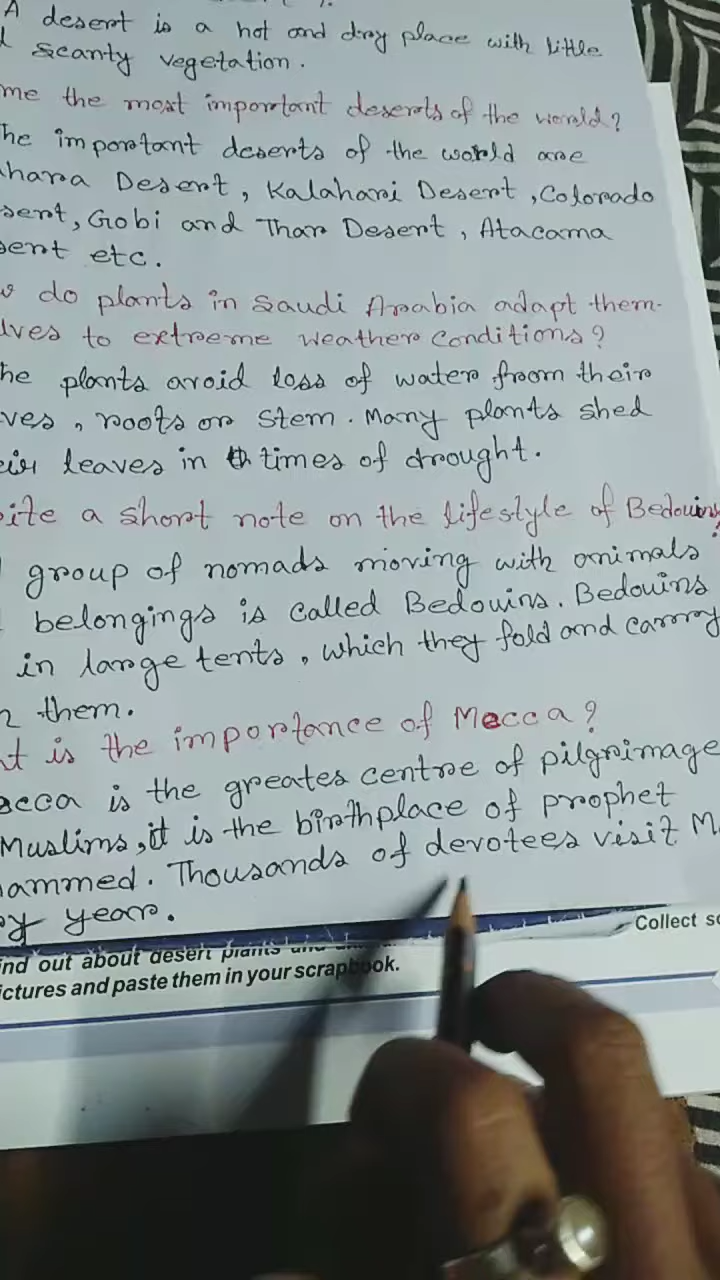 A desert is a hot and dry place with little
scanty vegetation.
me the most important deserts of the world?
he important deserts of the world are
hara Desert, Kalahari Desert, Colorado
sert, Gobi and Thar Desert, Atacama
sert etc.
do plants in Saudi Arabia adapt them-
lves to extreme weather conditions?
he plants avoid loss of water from their
ves, roots or stem. Many plants shed
eir leaves in times of drought.
ite a short note on the lifestyle of Bedouins?
group of nomads moving with animals
belongings is called Bedouins. Bedouins
in large tents, which they fold and carry
them.
t is the importance of Mecca?
ecca is the greates centre of pilgrimage
Muslims, it is the birthplace of prophet
ammed. Thousands of devotees visit M
ry year.
Collect sc
ind out about desert plants and
ictures and paste them in your scrapbook.